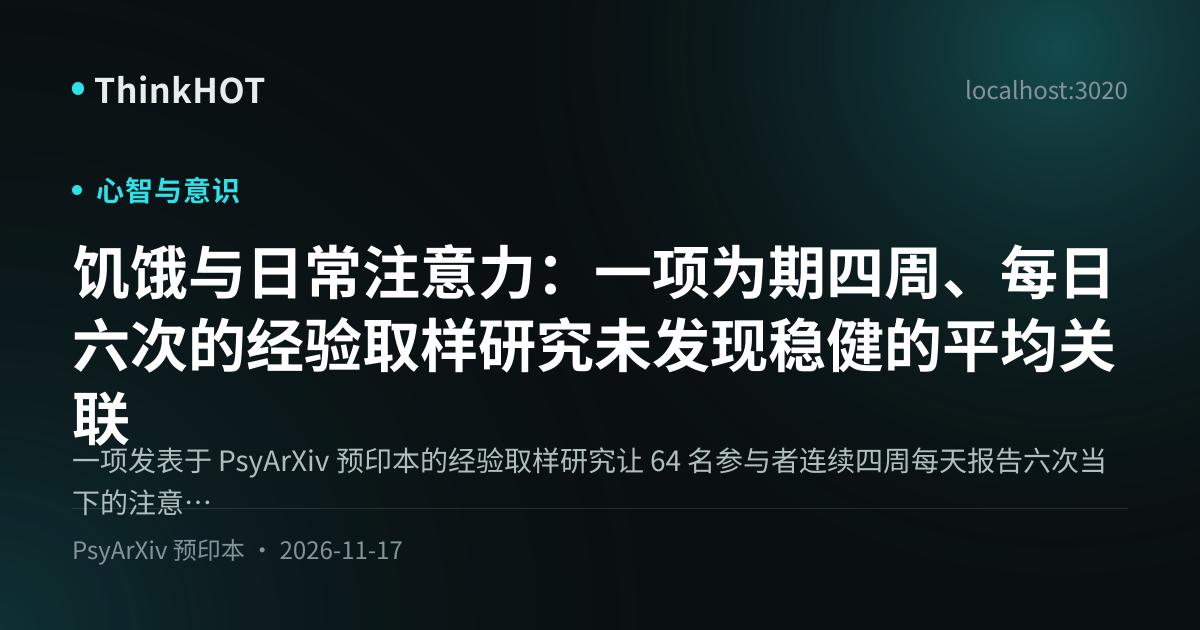 ThinkHOT
localhost:3020
心智与意识
饥饿与日常注意力：一项为期四周、每日
六次的经验取样研究未发现稳健的平均关
联
一项发表于 PsyArXiv 预印本的经验取样研究让 64 名参与者连续四周每天报告六次当
下的注意…
PsyArXiv 预印本 • 2026-11-17